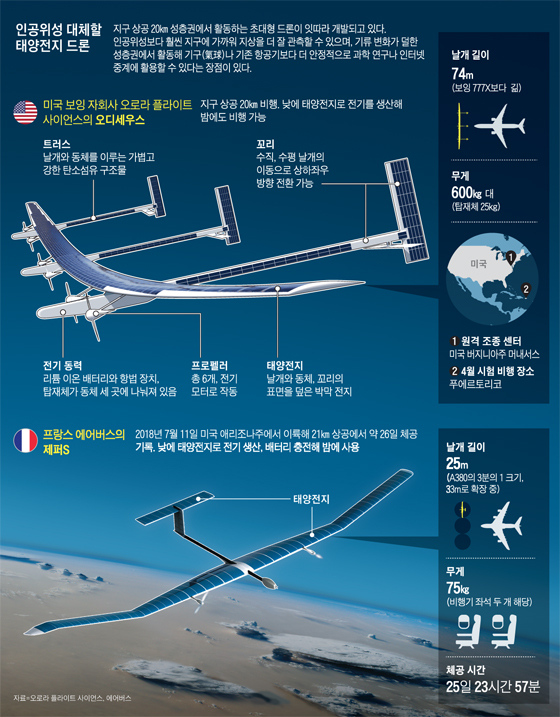 인공위성 대체할
태양전지 드론
지구 상공 20km 성층권에서 활동하는 초대형 드론이 잇따라 개발되고 있다.
인공위성보다 훨씬 지구에 가까워 지상을 더 잘 관측할 수 있으며, 기류 변화가 덜한
성층권에서 활동해 기구(氣球)나 기존 항공기보다 더 안정적으로 과학 연구나 인터넷
중계에 활용할 수 있다는 장점이 있다.
미국 보잉 자회사 오로라 플라이트
사이언스의 오디세우스
지구 상공 20km 비행. 낮에 태양전지로 전기를 생산해
밤에도 비행 가능
트러스
날개와 동체를 이루는 가볍고
강한 탄소섬유 구조물
꼬리
수직, 수평 날개의
이동으로 상하좌우
방향 전환 가능
전기 동력
리튬 이온 배터리와 항법 장치,
탑재체가 동체 세 곳에 나눠져 있음
프로펠러
총 6개, 전기
모터로 작동
태양전지
날개와 동체, 꼬리의
표면을 덮은 박막 전지
날개 길이
74m
(보잉 777X보다 긺)
무게
600kg 대
(탑재체 25kg)
미국
1
2
1 원격 조종 센터
미국 버지니아주 머내서스
2 4월 시험 비행 장소
푸에르토리코
프랑스 에어버스의
제퍼S
2018년 7월 11일 미국 애리조나주에서 이륙해 21km 상공에서 약 26일 체공
기록. 낮에 태양전지로 전기 생산, 배터리 충전해 밤에 사용
태양전지
날개 길이
25m
(A380의 3분의 1 크기,
33m로 확장 중)
무게
75kg
(비행기 좌석 두 개 해당)
체공 시간
25일 23시간 57분
자료=오로라 플라이트 사이언스, 에어버스